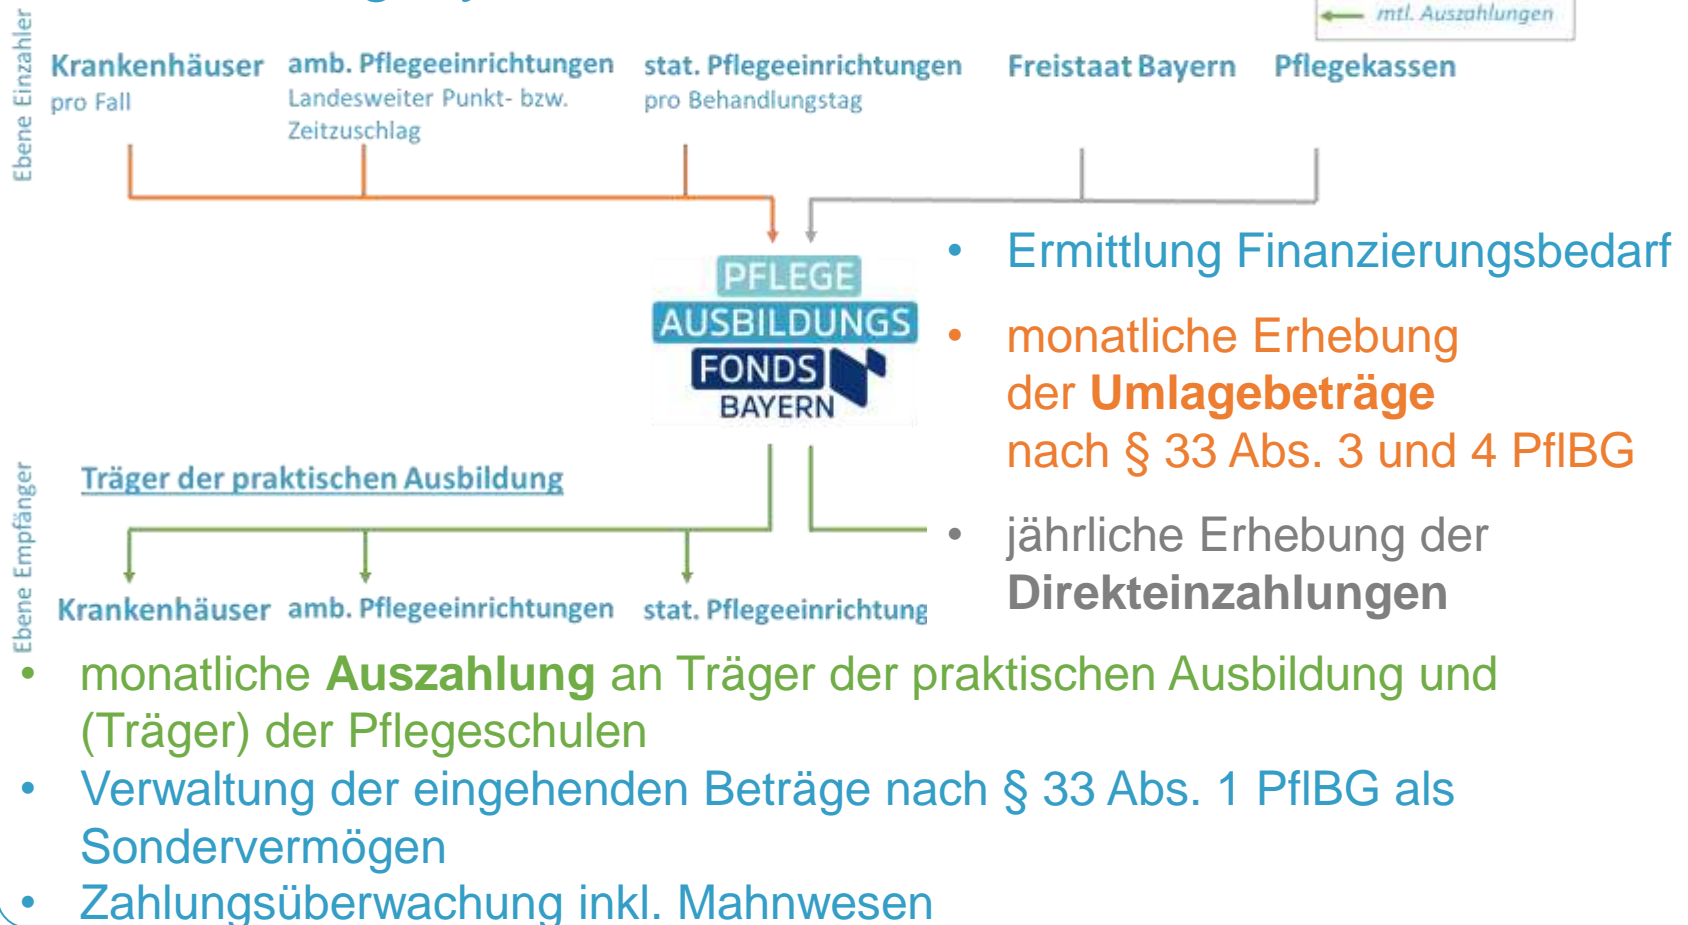 mtl. Auszahlungen
Ebene Einzahler
Krankenhäuser
pro Fall
amb. Pflegeeinrichtungen
Landesweiter Punkt- bzw.
Zeitzuschlag
stat. Pflegeeinrichtungen
pro Behandlungstag
Freistaat Bayern
Pflegekassen
PFLEGE
AUSBILDUNGS
FONDS
BAYERN
• Ermittlung Finanzierungsbedarf
• monatliche Erhebung
der Umlagebeträge
nach § 33 Abs. 3 und 4 PflBG
• jährliche Erhebung der
Direkteinzahlungen
Ebene Empfänger
Träger der praktischen Ausbildung
Krankenhäuser
amb. Pflegeeinrichtungen
stat. Pflegeeinrichtung
• monatliche Auszahlung an Träger der praktischen Ausbildung und
(Träger) der Pflegeschulen
• Verwaltung der eingehenden Beträge nach § 33 Abs. 1 PflBG als
Sondervermögen
• Zahlungsüberwachung inkl. Mahnwesen